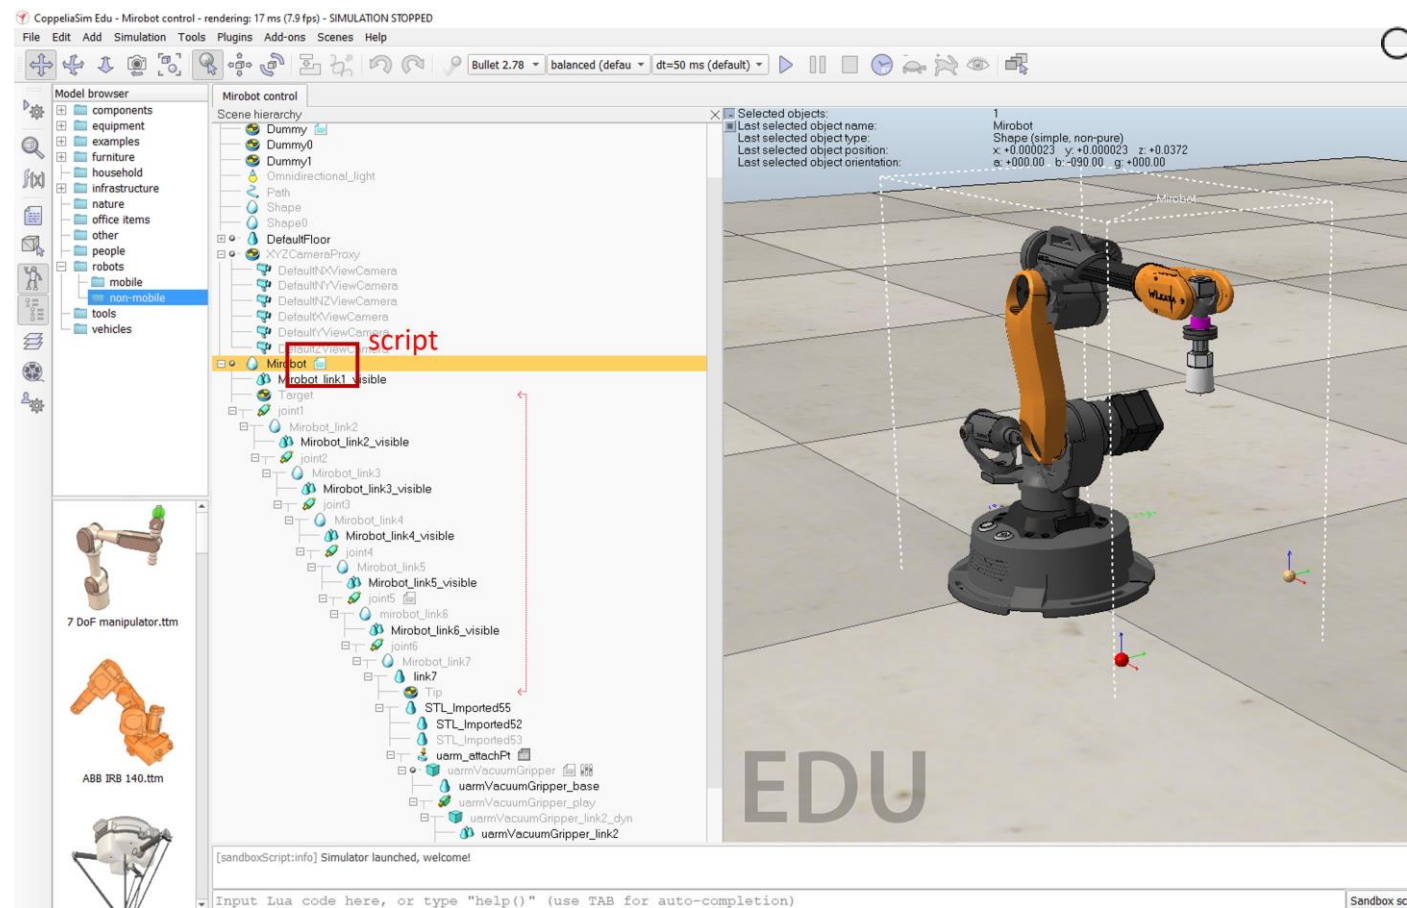 CoppeliaSim Edu - Mirobot control - rendering: 17 ms (7.9 fps) - SIMULATION STOPPED
File Edit Add Simulation Tools Plugins Add-ons Scenes Help
Bullet 2.78 balanced (defau dt=50 ms (default)
Model browser
components
equipment
examples
furniture
household
infrastructure
nature
office items
other
people
robots
mobile
non-mobile
tools
vehicles
7 DoF manipulator.ttm
ABB IRB 140.ttm
Mirobot control
Scene hierarchy
Dummy
Dummy0
Dummy1
Omnidirectional_light
Path
Shape
Shape0
DefaultFloor
XYZCameraProxy
DefaultNXViewCamera
DefaultNYViewCamera
DefaultNZViewCamera
DefaultXViewCamera
DefaultYViewCamera
DefaultZViewCamera
script
Mirobot
Mirobot_link1_visible
Target
joint1
Mirobot_link2
Mirobot_link2_visible
joint2
Mirobot_link3
Mirobot_link3_visible
joint3
Mirobot_link4
Mirobot_link4_visible
joint4
Mirobot_link5
Mirobot_link5_visible
joint5
mirobot_link6
Mirobot_link6_visible
joint6
Mirobot_link7
link7
Tip
STL_Imported55
STL_Imported52
STL_Imported53
uarm_attachPt
uarmVacuumGripper
uarmVacuumGripper_base
uarmVacuumGripper_play
uarmVacuumGripper_link2_dyn
uarmVacuumGripper_link2
Selected objects: 1
Last selected object name: Mirobot
Last selected object type: Shape (simple, non-pure)
Last selected object position: x: +0.000023 y: +0.000023 z: +0.0372
Last selected object orientation: a: +000.00 b: -090.00 g: +000.00
Mirobot
WLKATA
EDU
[sandboxScript:info] Simulator launched, welcome!
Input Lua code here, or type "help()" (use TAB for auto-completion)
Sandbox sc